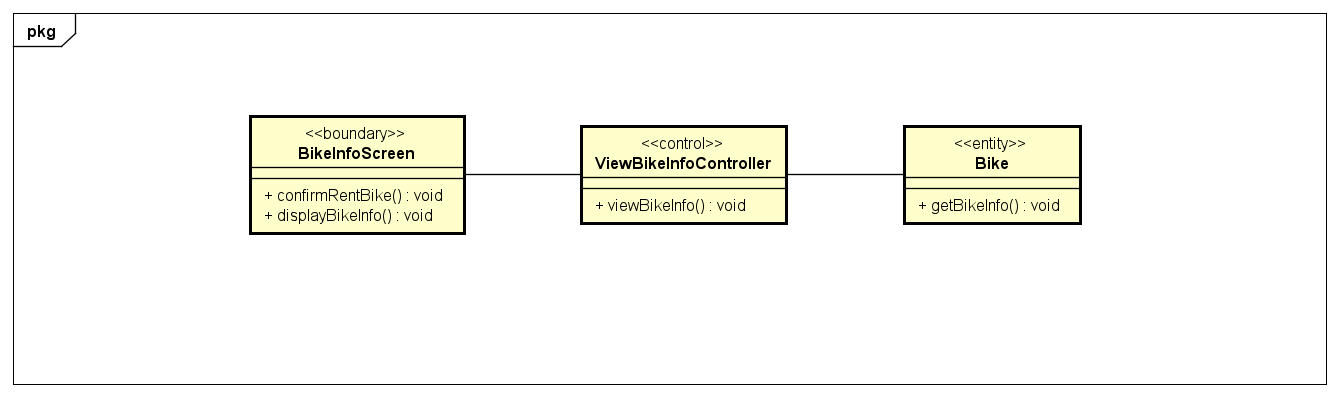 pkg
<<boundary>>
BikeInfoScreen
+ confirmRentBike() : void
+ displayBikeInfo() : void
<<control>>
ViewBikeInfoController
+ viewBikeInfo() : void
<<entity>>
Bike
+ getBikeInfo() : void